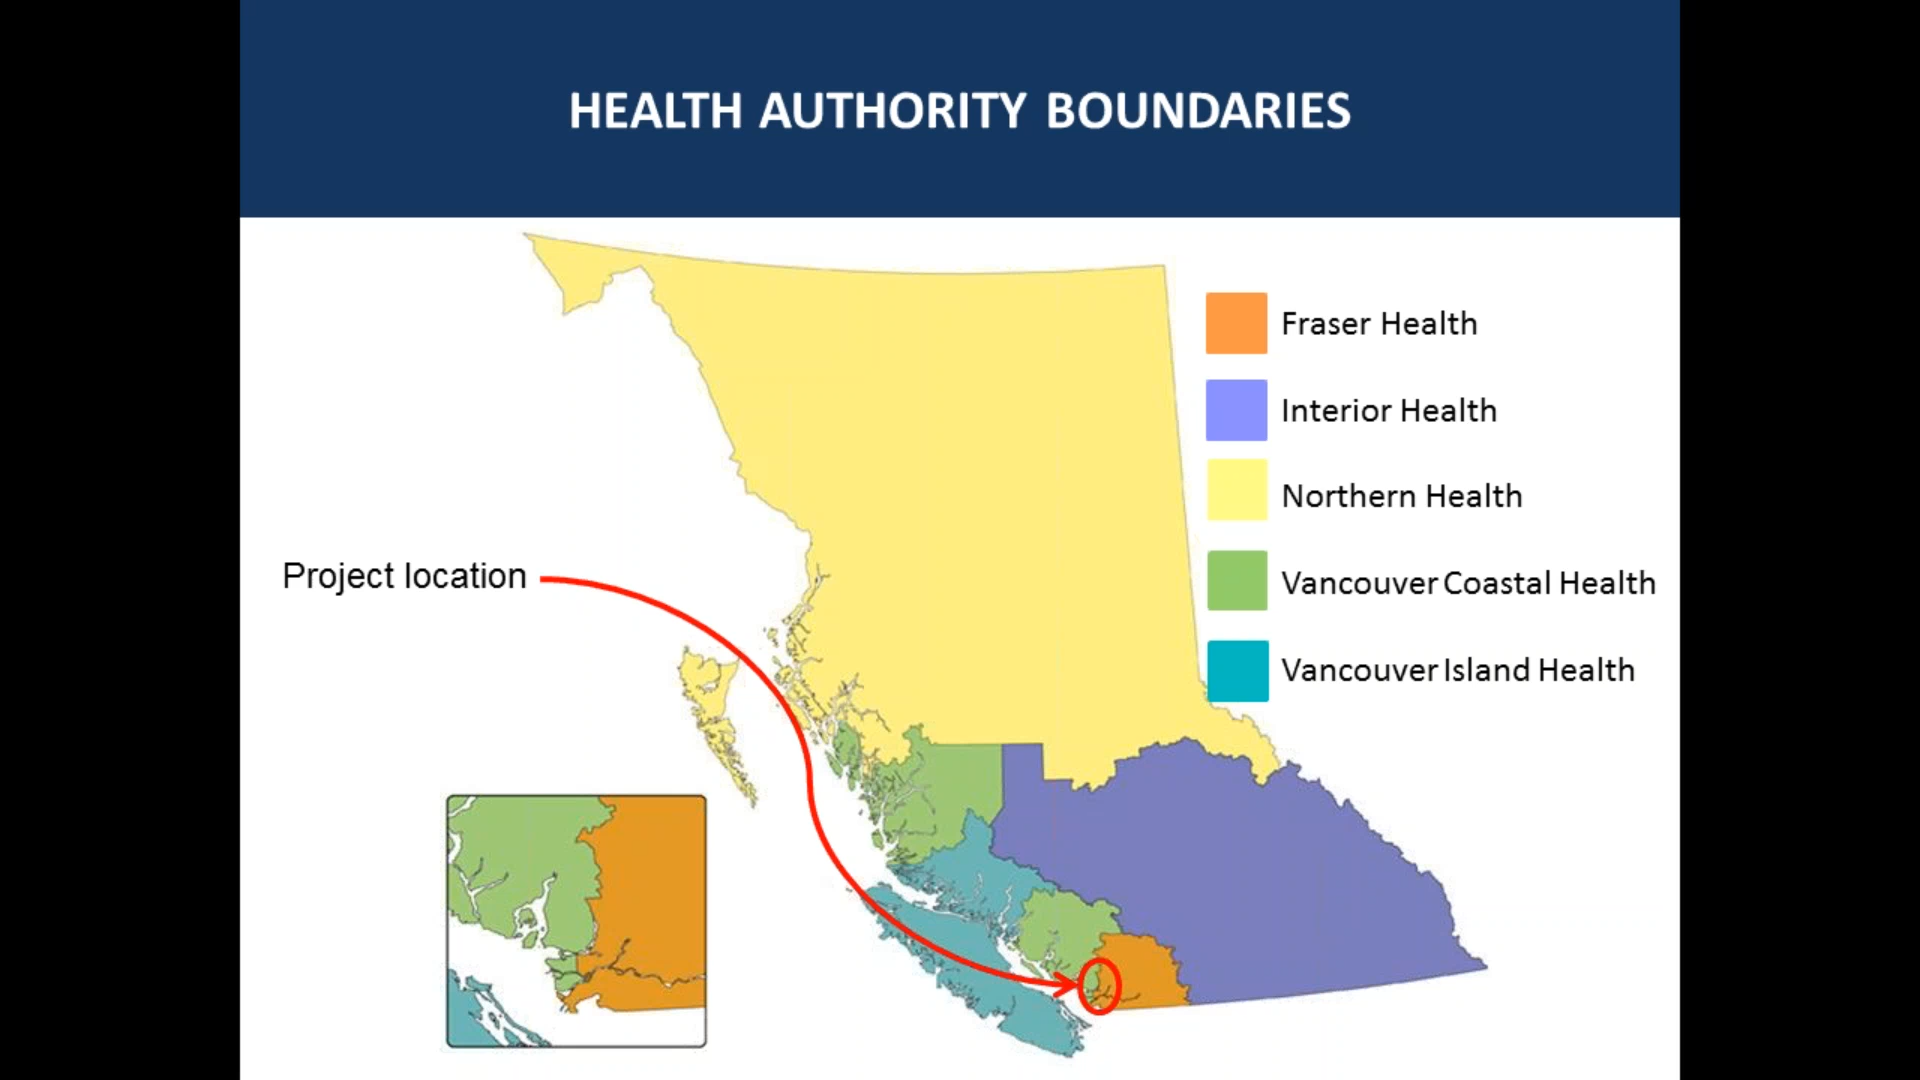 HEALTH AUTHORITY BOUNDARIES
Fraser Health
Interior Health
Northern Health
Project location
Vancouver Coastal Health
Vancouver Island Health